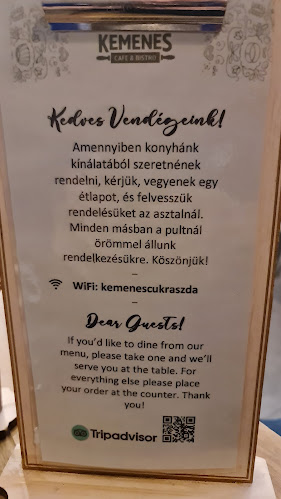 KEMENES
CAFE & BISTRO
Kedves Vendégeink!
Amennyiben konyhánk
kínálatából szeretnének
rendelni, kérjük, vegyenek egy
étlapot, és felvesszük
rendelésüket az asztalnál.
Minden másban a pultnál
örömmel állunk
rendelkezésükre. Köszönjük!
–
WiFi: kemenescukraszda
–
Dear Guests!
If you'd like to dine from our
menu, please take one and we'll
serve you at the table. For
everything else please place
your order at the counter. Thank
you!
Tripadvisor